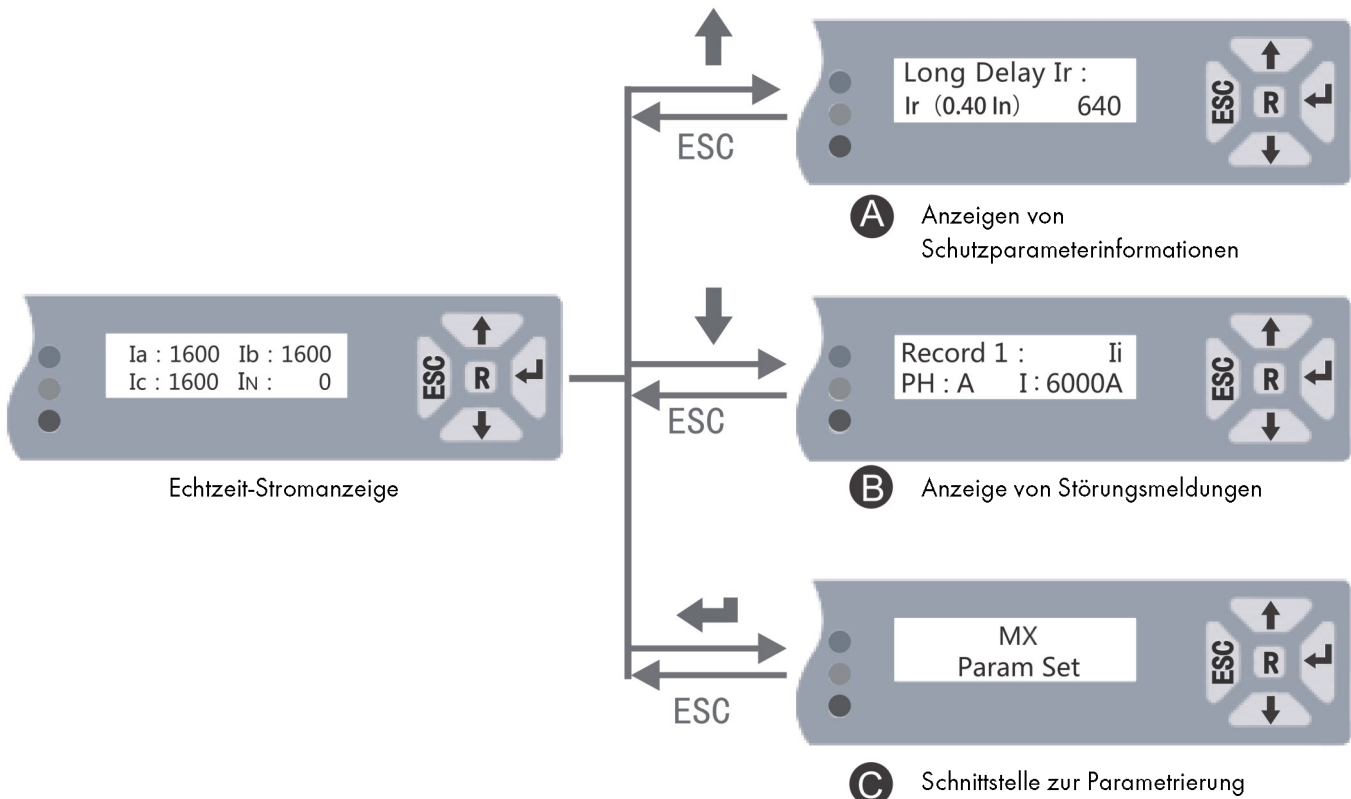 Ia : 1600 Ib : 1600
Ic : 1600 IN : 0
ESC
R
Echtzeit-Stromanzeige
ESC
Long Delay Ir :
Ir (0.40 In) 640
ESC
R
A Anzeigen von
Schutzparameterinformationen
ESC
Record 1 : Ii
PH : A I : 6000A
ESC
R
B Anzeige von Störungsmeldungen
ESC
MX
Param Set
ESC
R
C Schnittstelle zur Parametrierung